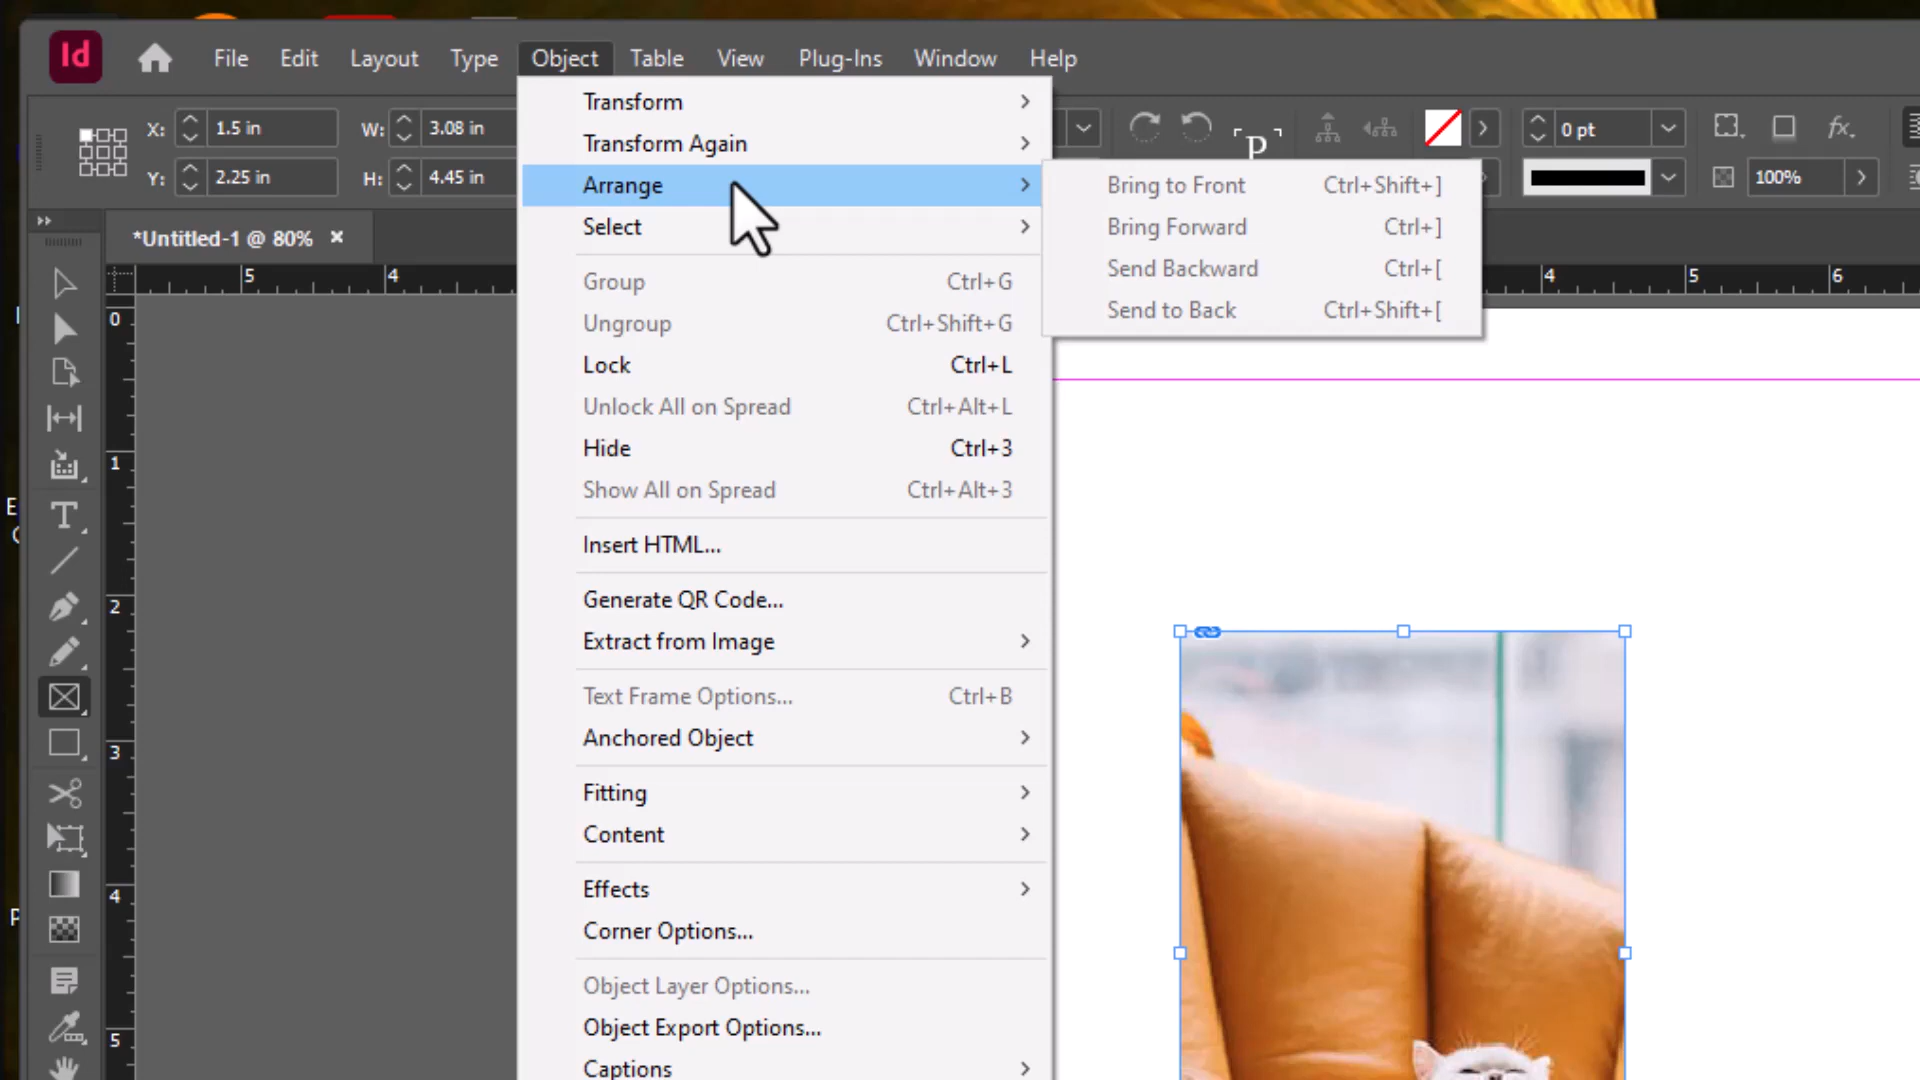 Id File Edit Layout Type Object Table View Plug-Ins Window Help
X: 1.5 in W: 3.08 in 0 pt fx.
Y: 2.25 in H: 4.45 in 100%
P
*Untitled-1 @ 80% ×
5 4 4 5 6
0
1
2
3
4
5
T
Transform
Transform Again
Arrange
Select
Group Ctrl+G
Ungroup Ctrl+Shift+G
Lock Ctrl+L
Unlock All on Spread Ctrl+Alt+L
Hide Ctrl+3
Show All on Spread Ctrl+Alt+3
Insert HTML...
Generate QR Code...
Extract from Image
Text Frame Options... Ctrl+B
Anchored Object
Fitting
Content
Effects
Corner Options...
Object Layer Options...
Object Export Options...
Captions
Bring to Front Ctrl+Shift+]
Bring Forward Ctrl+]
Send Backward Ctrl+[
Send to Back Ctrl+Shift+[